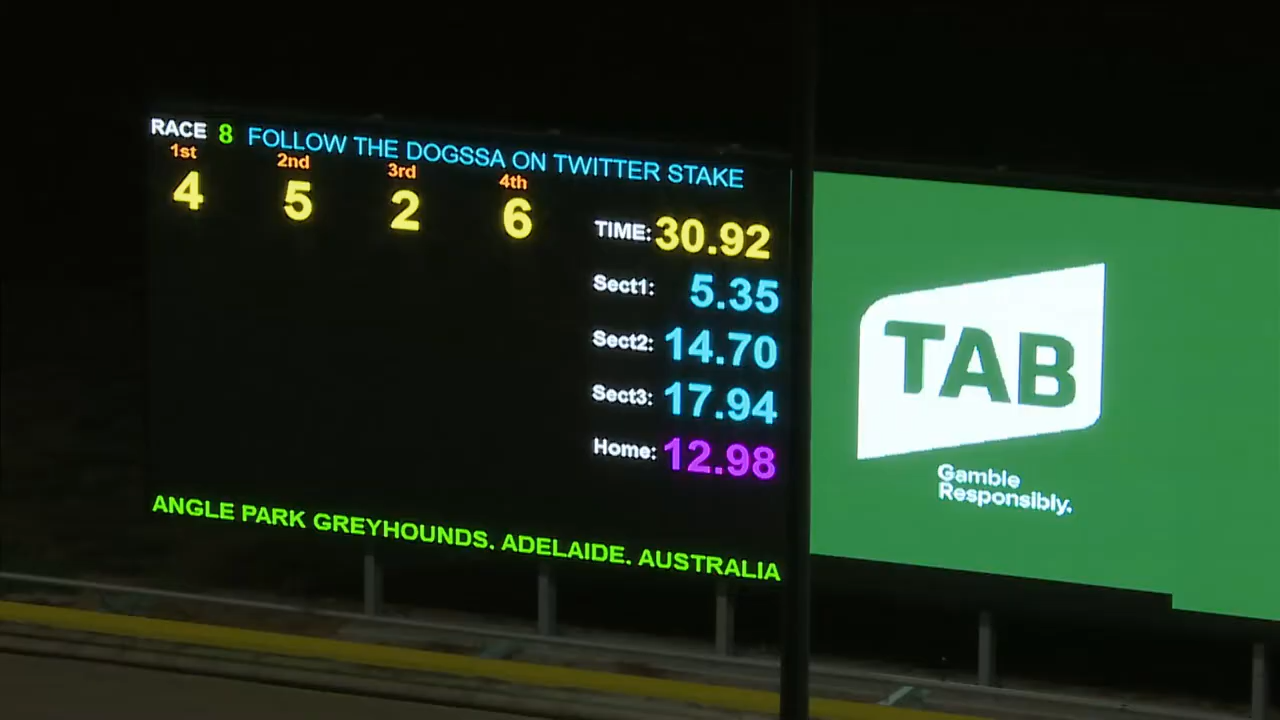 RACE 8 FOLLOW THE DOGSSA ON TWITTER STAKE
1st 2nd 3rd 4th
4 5 2 6
TIME: 30.92
Sect1: 5.35
Sect2: 14.70
Sect3: 17.94
Home: 12.98
ANGLE PARK GREYHOUNDS. ADELAIDE. AUSTRALIA
TAB
Gamble
Responsibly.